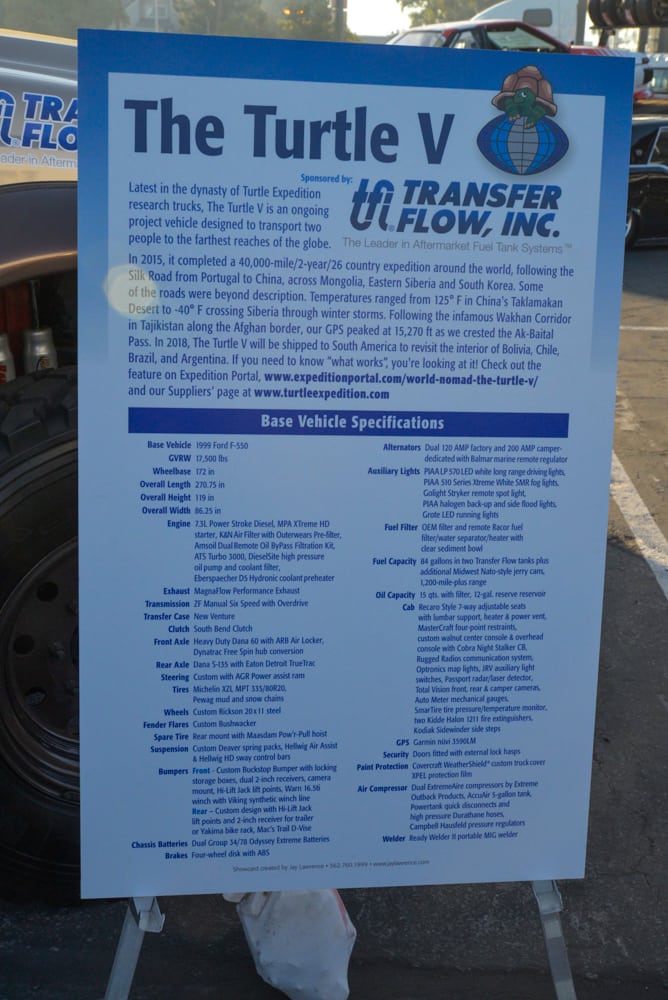 The Turtle V
Sponsored by:
Latest in the dynasty of Turtle Expedition
research trucks, The Turtle V is an ongoing
project vehicle designed to transport two
people to the farthest reaches of the globe.
tfi TRANSFER
FLOW, INC.
The Leader in Aftermarket Fuel Tank Systems™
In 2015, it completed a 40,000-mile/2-year/26 country expedition around the world, following the
Silk Road from Portugal to China, across Mongolia, Eastern Siberia and South Korea. Some
of the roads were beyond description. Temperatures ranged from 125° F in China's Taklamakan
Desert to -40° F crossing Siberia through winter storms. Following the infamous Wakhan Corridor
in Tajikistan along the Afghan border, our GPS peaked at 15,270 ft as we crested the Ak-Baital
Pass. In 2018, The Turtle V will be shipped to South America to revisit the interior of Bolivia, Chile,
Brazil, and Argentina. If you need to know "what works", you're looking at it! Check out the
feature on Expedition Portal, www.expeditionportal.com/world-nomad-the-turtle-v/
and our Suppliers' page at www.turtleexpedition.com
Base Vehicle Specifications
Base Vehicle 1999 Ford F-550
GVRW 17,500 lbs
Wheelbase 172 in
Overall Length 270.75 in
Overall Height 119 in
Overall Width 86.25 in
Engine 7.3L Power Stroke Diesel, MPA XTreme HD
starter, K&N Air Filter with Outerwears Pre-filter,
Amsoil Dual Remote Oil ByPass Filtration Kit,
ATS Turbo 3000, DieselSite high pressure
oil pump and coolant filter,
Eberspaecher D5 Hydronic coolant preheater
Exhaust MagnaFlow Performance Exhaust
Transmission ZF Manual Six Speed with Overdrive
Transfer Case New Venture
Clutch South Bend Clutch
Front Axle Heavy Duty Dana 60 with ARB Air Locker,
Dynatrac Free Spin hub conversion
Rear Axle Dana S-135 with Eaton Detroit TrueTrac
Steering Custom with AGR Power assist ram
Tires Michelin XZL MPT 335/80R20,
Pewag mud and snow chains
Wheels Custom Rickson 20 x 11 steel
Fender Flares Custom Bushwacker
Spare Tire Rear mount with Maasdam Pow'r-Pull hoist
Suspension Custom Deaver spring packs, Hellwig Air Assist
& Hellwig HD sway control bars
Bumpers Front - Custom Buckstop Bumper with locking
storage boxes, dual 2-inch receivers, camera
mount, Hi-Lift Jack lift points, Warn 16.5ti
winch with Viking synthetic winch line
Rear – Custom design with Hi-Lift Jack
lift points and 2-inch receiver for trailer
or Yakima bike rack, Mac's Trail D-Vise
Chassis Batteries Dual Group 34/78 Odyssey Extreme Batteries
Brakes Four-wheel disk with ABS
Alternators Dual 120 AMP factory and 200 AMP camper-
dedicated with Balmar marine remote regulator
Auxiliary Lights PIAA LP 570 LED white long range driving lights,
PIAA 510 Series Xtreme White SMR fog lights,
Golight Stryker remote spot light,
PIAA halogen back-up and side flood lights,
Grote LED running lights
Fuel Filter OEM filter and remote Racor fuel
filter/water separator/heater with
clear sediment bowl
Fuel Capacity 84 gallons in two Transfer Flow tanks plus
additional Midwest Nato-style jerry cans,
1,200-mile-plus range
Oil Capacity 15 qts. with filter, 12-gal. reserve reservoir
Cab Recaro Style 7-way adjustable seats
with lumbar support, heater & power vent,
MasterCraft four-point restraints,
custom walnut center console & overhead
console with Cobra Night Stalker CB,
Rugged Radios communication system,
Optronics map lights, JRV auxiliary light
switches, Passport radar/laser detector,
Total Vision front, rear & camper cameras,
Auto Meter mechanical gauges,
SmarTire tire pressure/temperature monitor,
two Kidde Halon 1211 fire extinguishers,
Kodiak Sidewinder side steps
GPS Garmin nüvi 3590LM
Security Doors fitted with external lock hasps
Paint Protection Covercraft WeatherShield® custom truck cover
XPEL protection film
Air Compressor Dual ExtremeAire compressors by Extreme
Outback Products, AccuAir 5-gallon tank,
Powertank quick disconnects and
high pressure Durathane hoses,
Campbell Hausfeld pressure regulators
Welder Ready Welder II portable MIG welder
Showcard created by Jay Lawrence • 562.760.1999 • www.jaylawrence.com
TRA
FLO
ader in Afterm